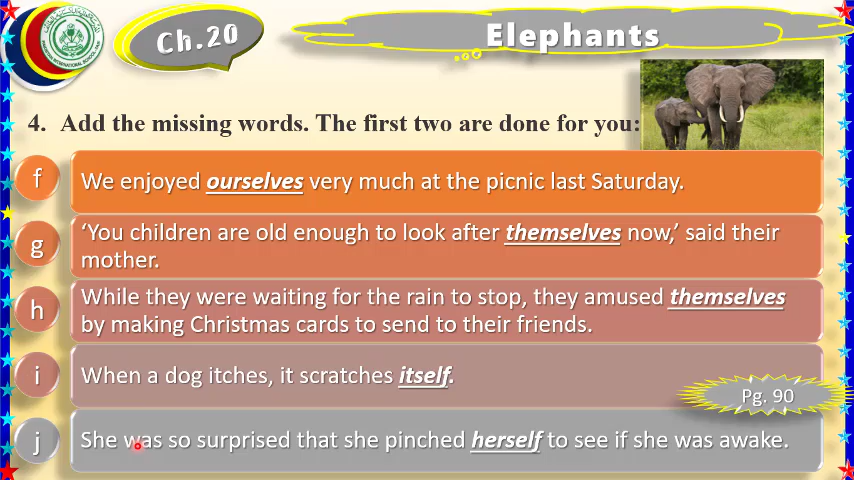 Ch.20
Elephants
4. Add the missing words. The first two are done for you:
f
We enjoyed ourselves very much at the picnic last Saturday.
g
‘You children are old enough to look after themselves now,’ said their
mother.
h
While they were waiting for the rain to stop, they amused themselves
by making Christmas cards to send to their friends.
i
When a dog itches, it scratches itself.
Pg. 90
j
She was so surprised that she pinched herself to see if she was awake.